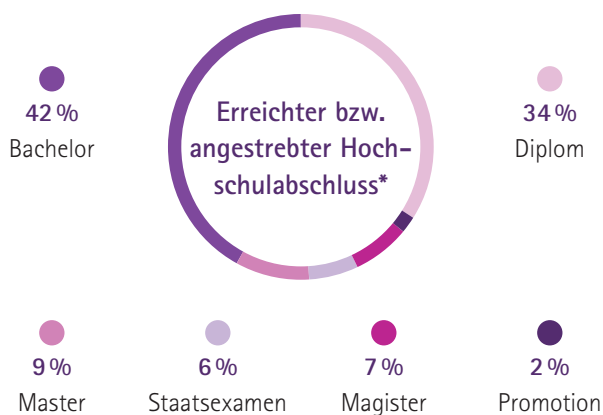 Erreichter bzw.
angestrebter Hoch-
schulabschluss*
42 %
Bachelor
34 %
Diplom
9 %
Master
6 %
Staatsexamen
7 %
Magister
2 %
Promotion